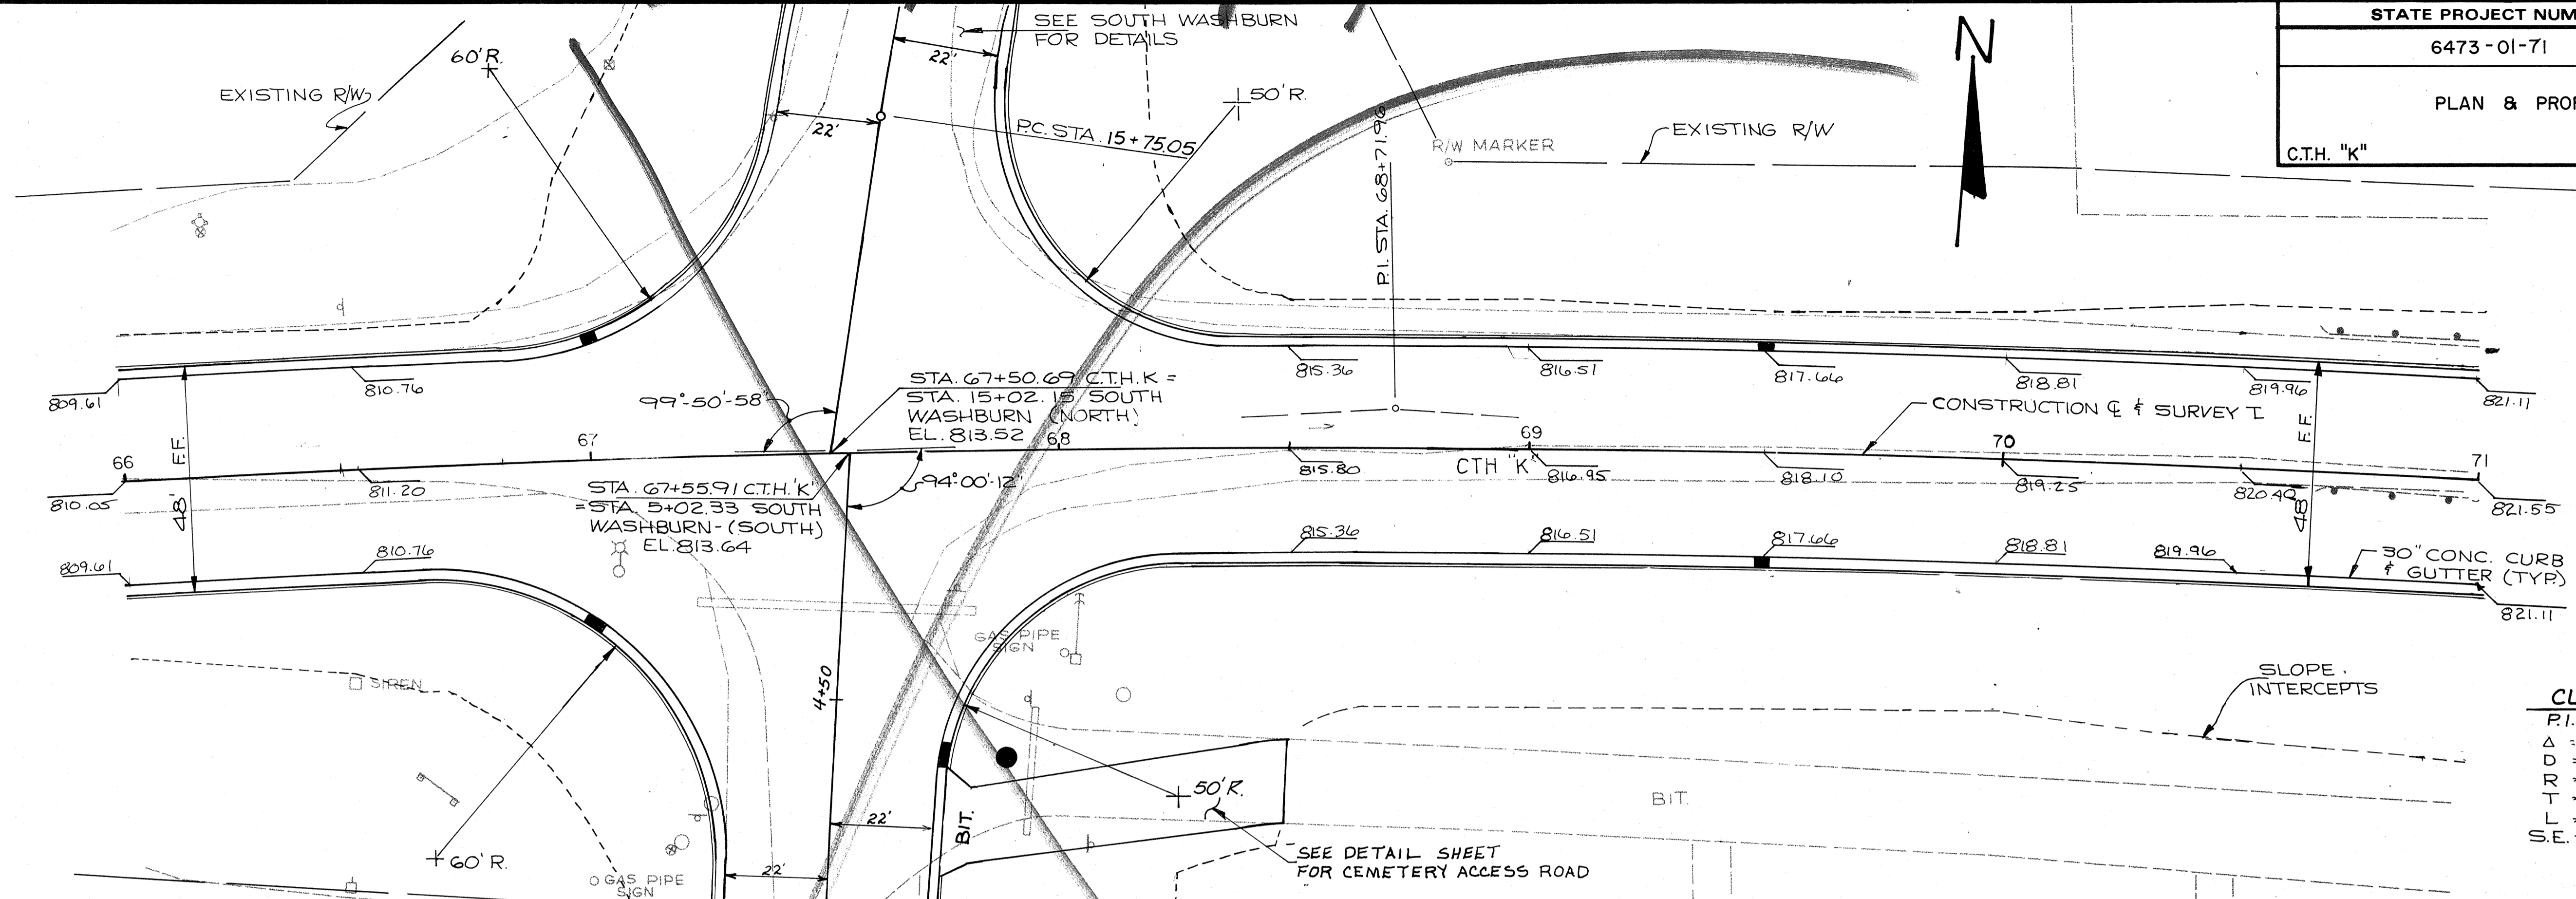 STATE PROJECT NUM
6473-01-71
PLAN & PROF
C.T.H. "K"
N
SEE SOUTH WASHBURN
FOR DETAILS
60'R.
22'
EXISTING R/W
50'R.
22'
P.C. STA. 15+75.05
P.I. STA. 68+71.96
R/W MARKER
EXISTING R/W
809.61
810.76
815.36
816.51
817.66
818.81
819.96
821.11
99°-50'-58"
STA. 67+50.69 C.T.H. K =
STA. 15+02.15 SOUTH
WASHBURN (NORTH)
EL. 813.52
CONSTRUCTION ℄ & SURVEY
48' F.F.
48' F.F.
66
67
68
69
70
71
CTH "K"
810.05
811.20
815.80
816.95
818.10
819.25
820.40
821.55
94°-00'-12"
STA. 67+55.91 C.T.H. 'K'
=STA. 5+02.33 SOUTH
WASHBURN-(SOUTH)
EL. 813.64
809.61
810.76
815.36
816.51
817.66
818.81
819.96
821.11
30" CONC. CURB
& GUTTER (TYP.)
GAS PIPE
SIGN
SIREN
4+50
SLOPE
INTERCEPTS
CU
P.I.
Δ =
D =
R =
T =
L =
S.E. =
50'R.
BIT.
BIT.
22'
22'
60'R.
GAS PIPE
SIGN
SEE DETAIL SHEET
FOR CEMETERY ACCESS ROAD